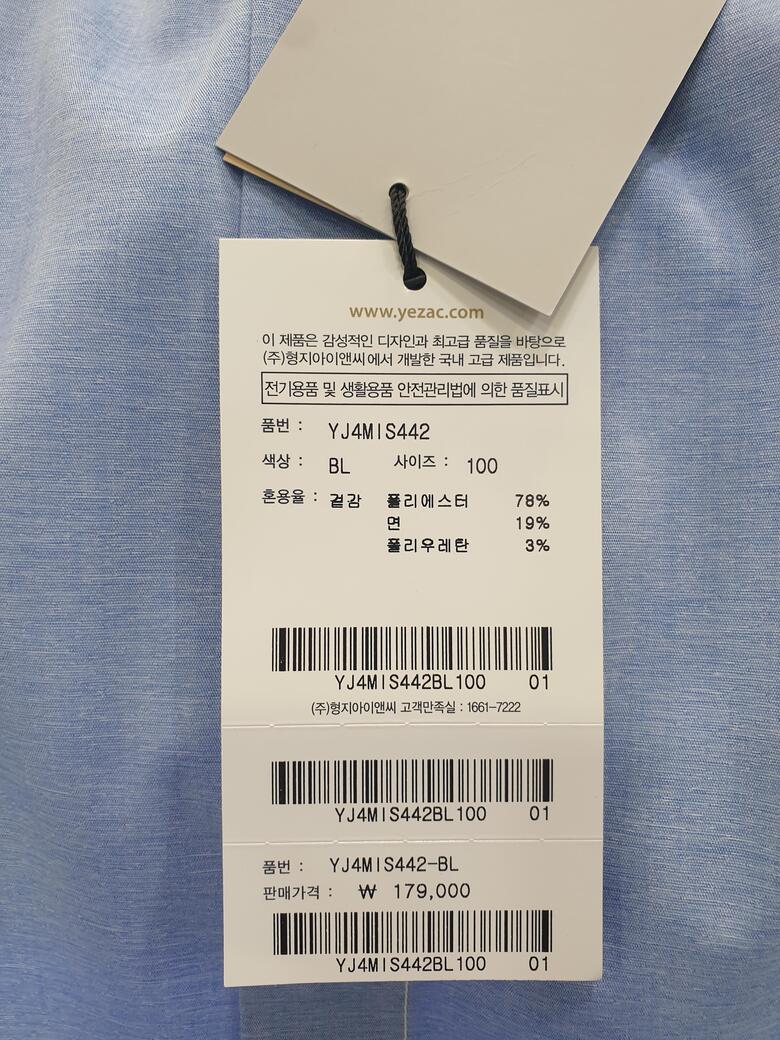 www.yezac.com
이 제품은 감성적인 디자인과 최고급 품질을 바탕으로
(주)형지아이앤씨에서 개발한 국내 고급 제품입니다.
전기용품 및 생활용품 안전관리법에 의한 품질표시
품번 : YJ4MIS442
색상 : BL 사이즈 : 100
혼용율 : 겉감 폴리에스터 78%
면 19%
폴리우레탄 3%
YJ4MIS442BL100 01
(주)형지아이앤씨 고객만족실 : 1661-7222
YJ4MIS442BL100 01
품번 : YJ4MIS442-BL
판매가격 : ₩ 179,000
YJ4MIS442BL100 01